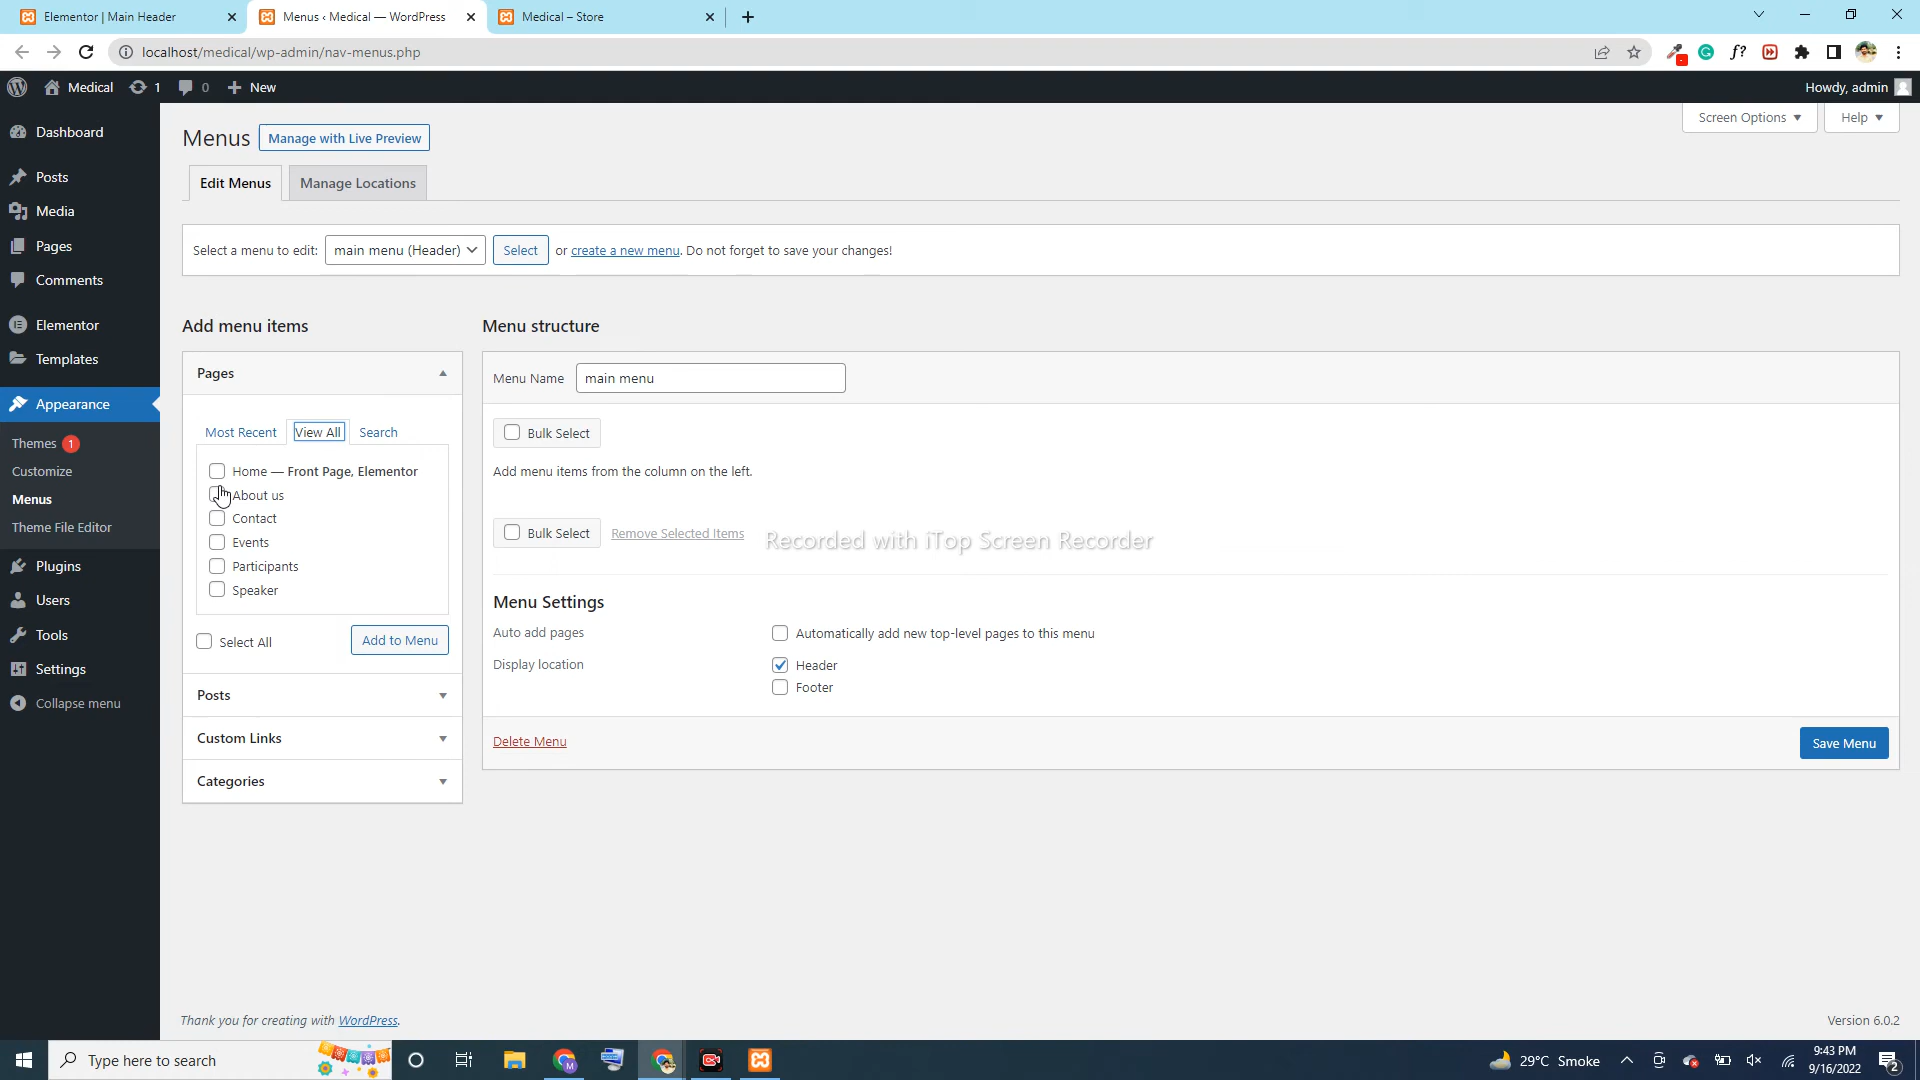 Elementor | Main Header
Menus ‹ Medical — WordPress
Medical – Store
localhost/medical/wp-admin/nav-menus.php
Medical
1
0
New
Howdy, admin
Dashboard
Posts
Media
Pages
Comments
Elementor
Templates
Appearance
Themes 1
Customize
Menus
Theme File Editor
Plugins
Users
Tools
Settings
Collapse menu
Screen Options
Help
Menus
Manage with Live Preview
Edit Menus
Manage Locations
Select a menu to edit: main menu (Header) Select or create a new menu. Do not forget to save your changes!
Add menu items
Pages
Most Recent
View All
Search
Home — Front Page, Elementor
About us
Contact
Events
Participants
Speaker
Select All
Add to Menu
Posts
Custom Links
Categories
Menu structure
Menu Name main menu
Bulk Select
Add menu items from the column on the left.
Bulk Select
Remove Selected Items
Recorded with iTop Screen Recorder
Menu Settings
Auto add pages
Automatically add new top-level pages to this menu
Display location
Header
Footer
Delete Menu
Save Menu
Thank you for creating with WordPress.
Version 6.0.2
Type here to search
29°C Smoke
9:43 PM
9/16/2022
2